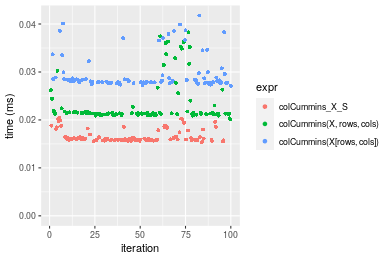 0.04
0.03
0.02
0.01
0.00
time (ms)
0
25
50
75
100
iteration
expr
colCummins_X_S
colCummins(X, rows, cols)
colCummins(X[rows, cols])